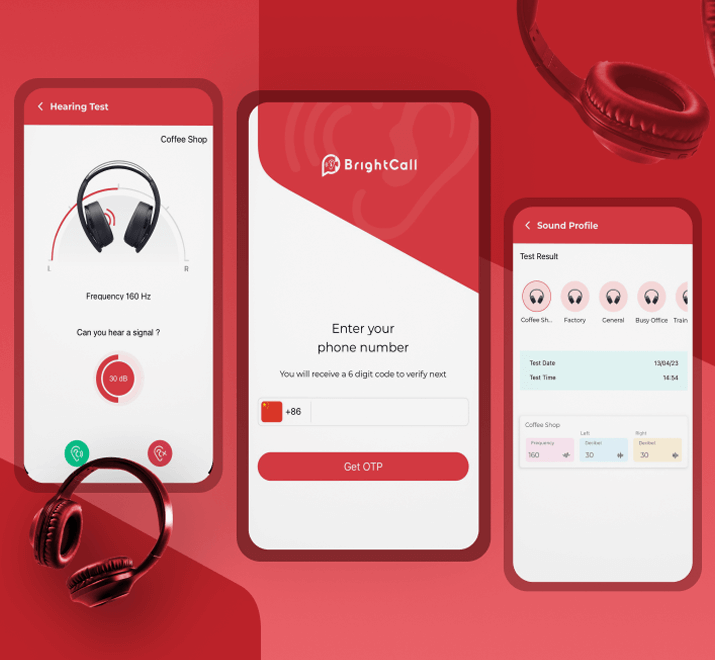 Hearing Test
Coffee Shop
L R
Frequency 160 Hz
Can you hear a signal ?
30 dB
BrightCall
Enter your
phone number
You will receive a 6 digit code to verify next
+86
Get OTP
Sound Profile
Test Result
Coffee Sh... Factory General Busy Office Train
Test Date 13/04/23
Test Time 14:54
Coffee Shop
Left Right
Frequency Decibel Decibel
160 30 30